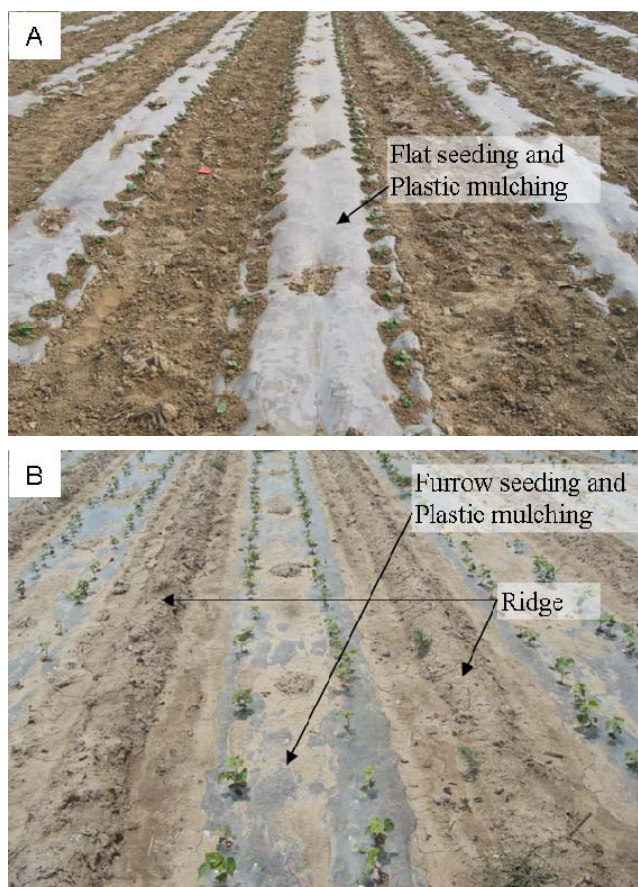 A
Flat seeding and
Plastic mulching
B
Furrow seeding and
Plastic mulching
Ridge